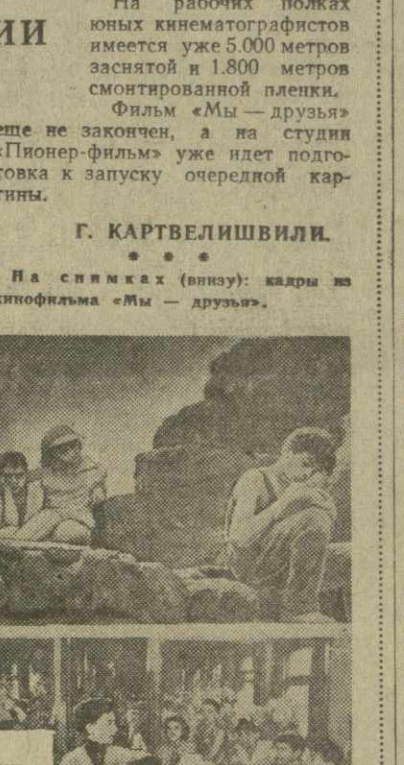 ИИ
На рабочих полках
юных кинематографистов
имеется уже 5.000 метров
заснятой и 1.800 метров
смонтированной пленки.
Фильм «Мы — друзья»
еще не закончен, а на студии
«Пионер-фильм» уже идет подго-
товка к запуску очередной кар-
тины.
Г. КАРТВЕЛИШВИЛИ.
* * *
На снимках (внизу): кадры из
кинофильма «Мы — друзья».